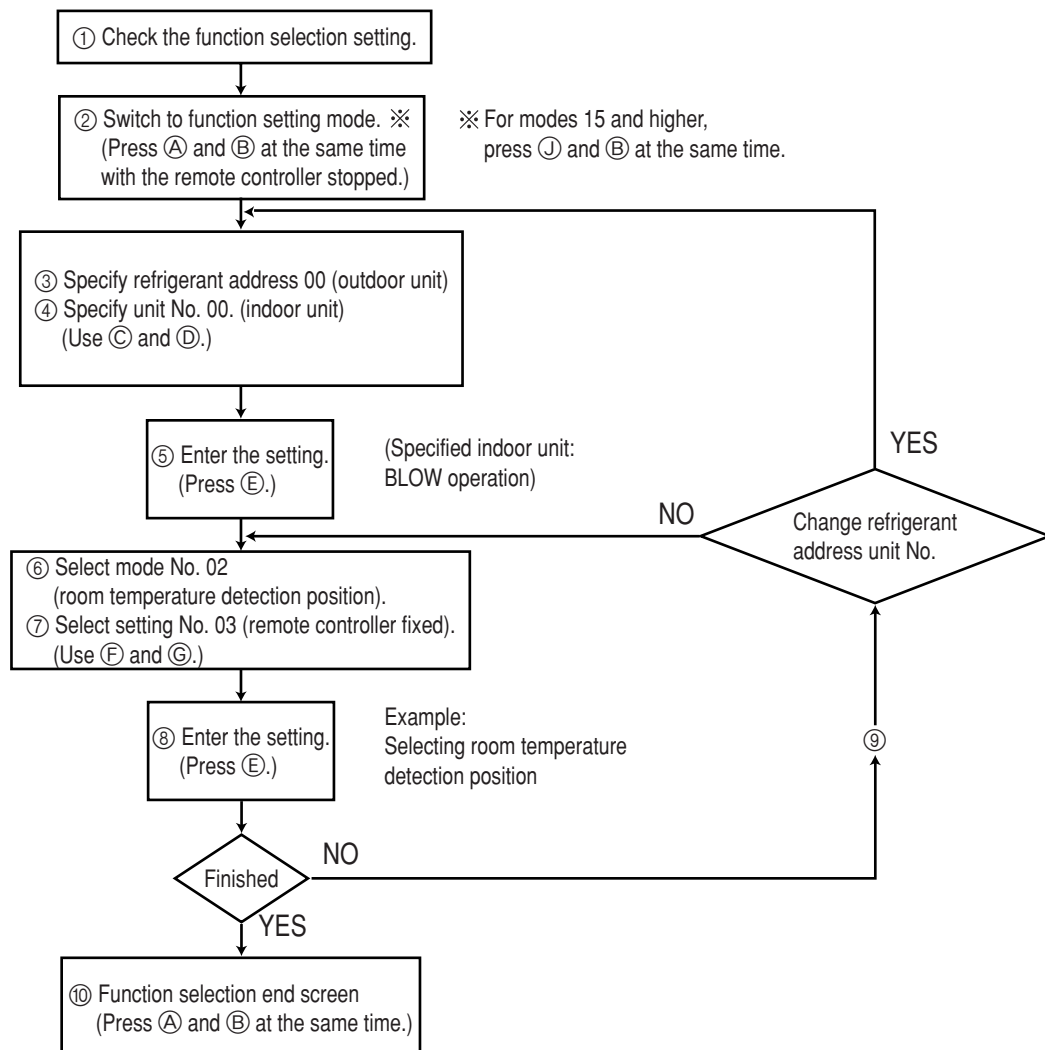 ① Check the function selection setting.
② Switch to function setting mode. ※
(Press Ⓐ and Ⓑ at the same time
with the remote controller stopped.)
※ For modes 15 and higher,
press Ⓙ and Ⓑ at the same time.
③ Specify refrigerant address 00 (outdoor unit)
④ Specify unit No. 00. (indoor unit)
(Use Ⓒ and Ⓓ.)
⑤ Enter the setting.
(Press Ⓔ.)
(Specified indoor unit:
BLOW operation)
YES
NO
Change refrigerant
address unit No.
⑥ Select mode No. 02
(room temperature detection position).
⑦ Select setting No. 03 (remote controller fixed).
(Use Ⓕ and Ⓖ.)
⑧ Enter the setting.
(Press Ⓔ.)
Example:
Selecting room temperature
detection position
⑨
Finished
NO
YES
⑩ Function selection end screen
(Press Ⓐ and Ⓑ at the same time.)